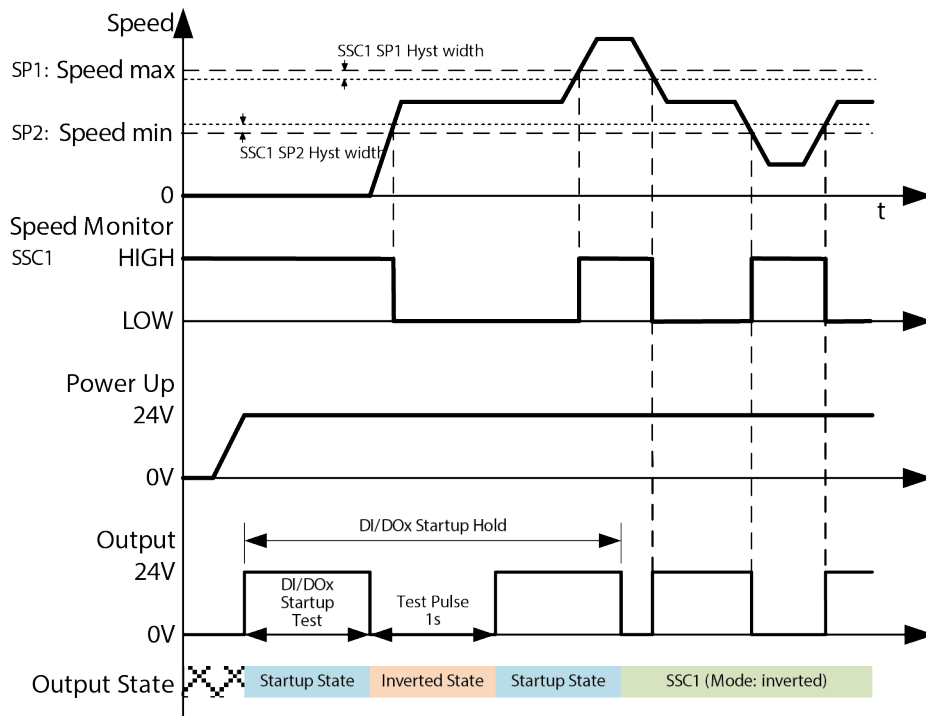 Speed
SSC1 SP1 Hyst width
SP1: Speed max
SP2: Speed min
SSC1 SP2 Hyst width
0
t
Speed Monitor
SSC1 HIGH
LOW
Power Up
24V
0V
DI/DOx Startup Hold
Output
24V
DI/DOx
Startup
Test
Test Pulse
1s
0V
Output State
Startup State
Inverted State
Startup State
SSC1 (Mode: inverted)